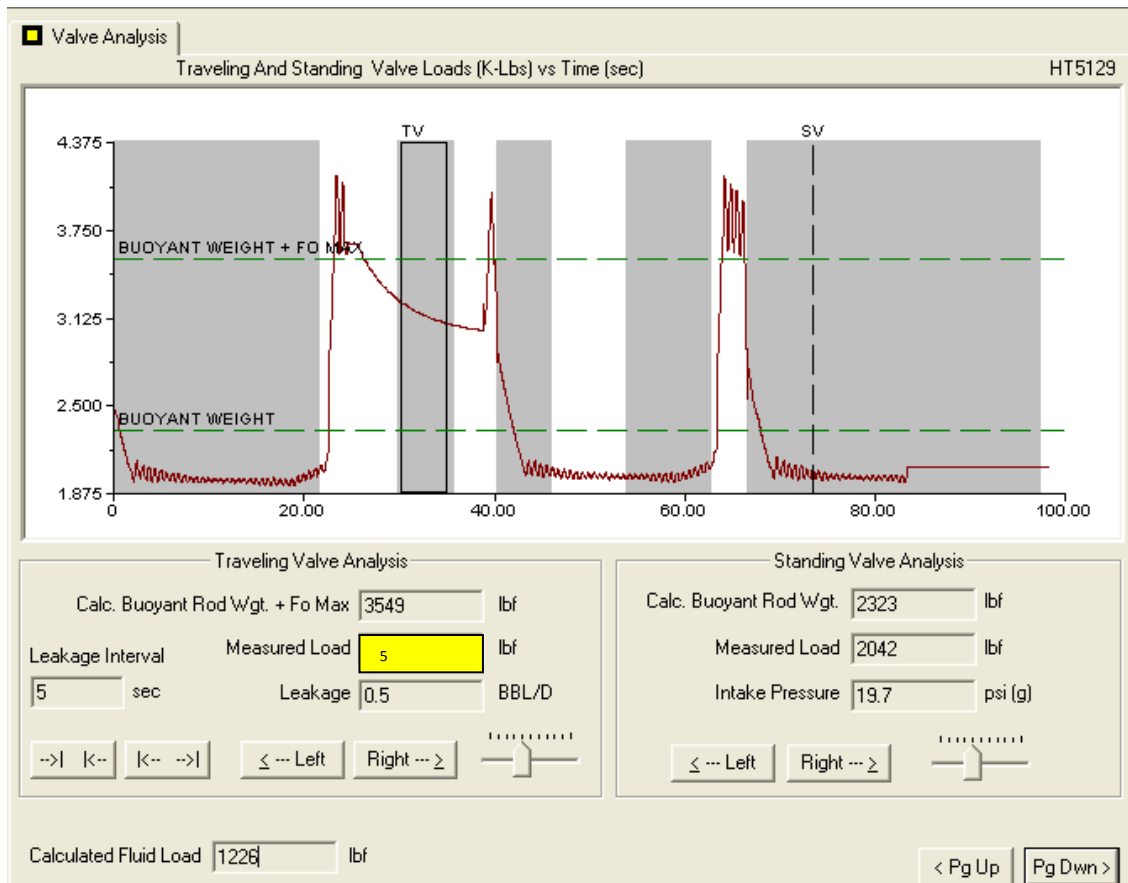 Valve Analysis
Traveling And Standing Valve Loads (K-Lbs) vs Time (sec) HT5129
TV SV
4.375
3.750
BUOYANT WEIGHT + FO MAX
3.125
2.500
BUOYANT WEIGHT
1.875
0 20.00 40.00 60.00 80.00 100.00
Traveling Valve Analysis
Calc. Buoyant Rod Wgt. + Fo Max 3549 lbf
Measured Load 5 lbf
Leakage Interval
5 sec
Leakage 0.5 BBL/D
-->| |<-- |<-- -->| < --- Left Right --- >
Standing Valve Analysis
Calc. Buoyant Rod Wgt. 2323 lbf
Measured Load 2042 lbf
Intake Pressure 19.7 psi (g)
< --- Left Right --- >
Calculated Fluid Load 1226 lbf
< Pg Up Pg Dwn >